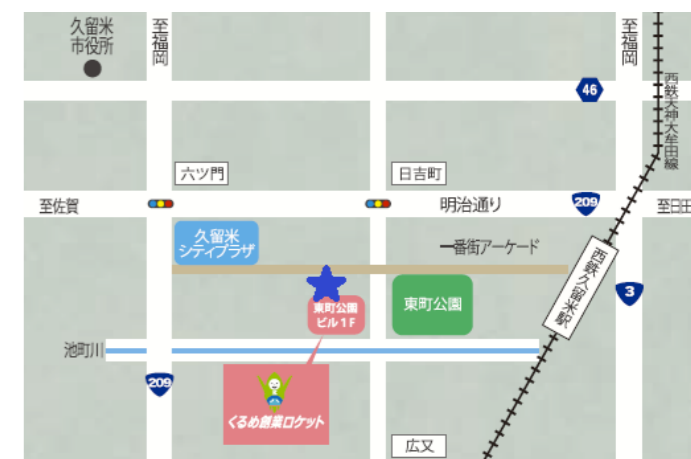 久留米
市役所
至福岡
至福岡
46
西鉄天神大牟田線
六ツ門
日吉町
至佐賀
明治通り
209
至日田
久留米
シティプラザ
一番街アーケード
西鉄久留米駅
3
東町公園
東町公園
ビル1F
池町川
209
くるめ創業ロケット
広又